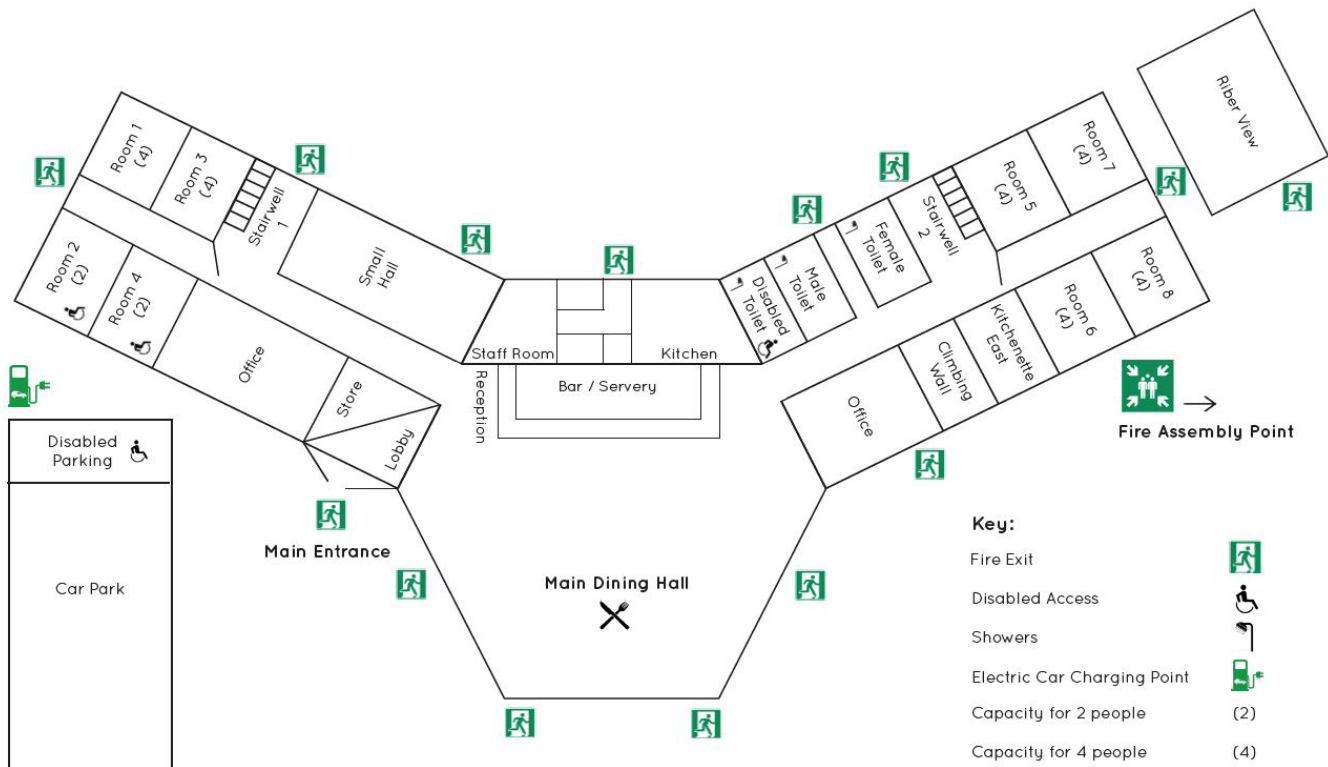 Room 1
(4)
Room 3
(4)
Stairwell
1
Small
Hall
Room 2
(2)
Room 4
(2)
Office
Store
Lobby
Staff Room
Kitchen
Reception
Bar / Servery
Disabled
Toilet
Male
Toilet
Female
Toilet
Stairwell
2
Room 5
(4)
Room 7
(4)
Riber View
Office
Climbing
Wall
Kitchenette
East
Room 6
(4)
Room 8
(4)
Fire Assembly Point
Disabled
Parking
Car Park
Main Entrance
Main Dining Hall
Key:
Fire Exit
Disabled Access
Showers
Electric Car Charging Point
Capacity for 2 people (2)
Capacity for 4 people (4)